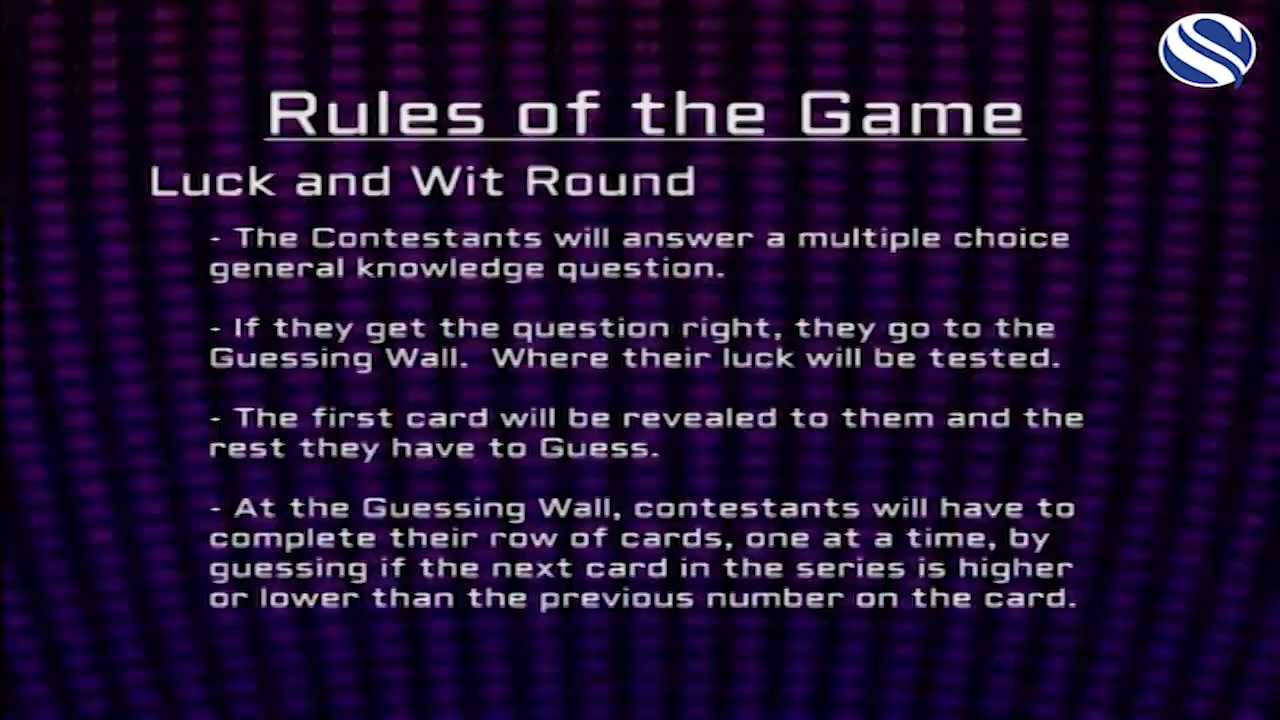 Rules of the Game
Luck and Wit Round
- The Contestants will answer a multiple choice
general knowledge question.
- If they get the question right, they go to the
Guessing Wall.  Where their luck will be tested.
- The first card will be revealed to them and the
rest they have to Guess.
- At the Guessing Wall, contestants will have to
complete their row of cards, one at a time, by
guessing if the next card in the series is higher
or lower than the previous number on the card.